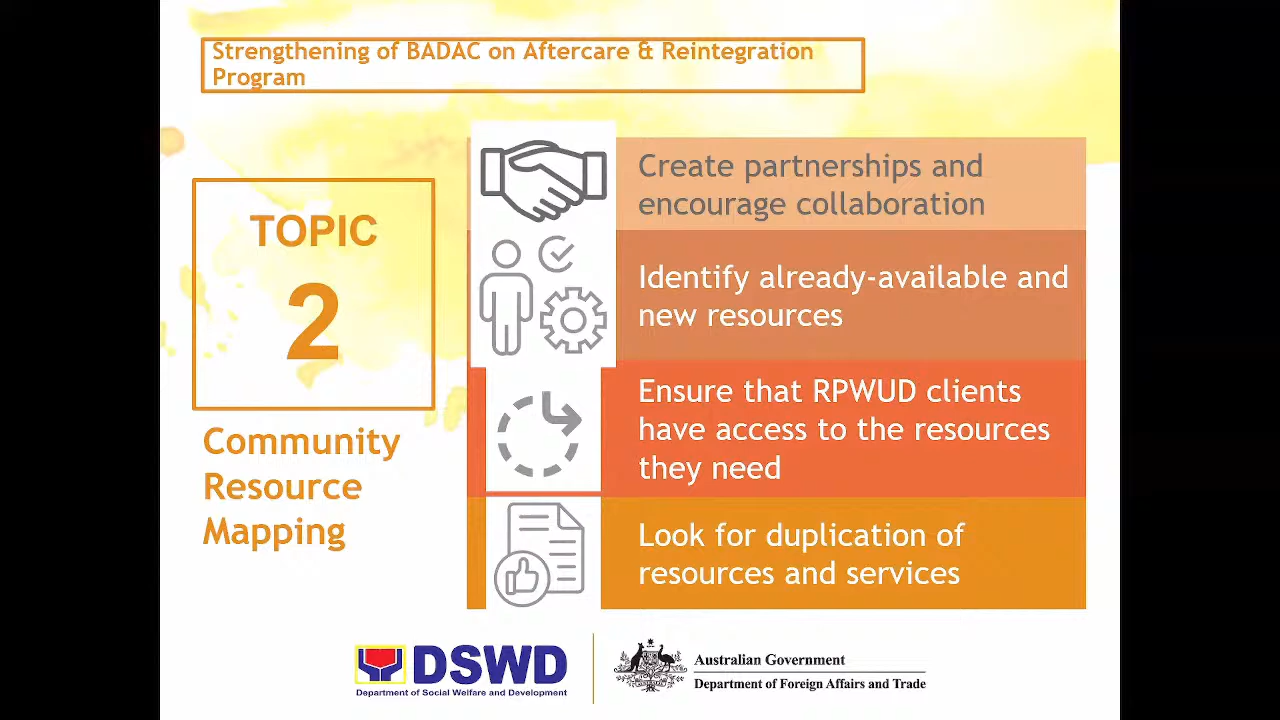 Strengthening of BADAC on Aftercare & Reintegration
Program
TOPIC
2
Community
Resource
Mapping
Create partnerships and
encourage collaboration
Identify already-available and
new resources
Ensure that RPWUD clients
have access to the resources
they need
Look for duplication of
resources and services
DSWD
Department of Social Welfare and Development
Australian Government
Department of Foreign Affairs and Trade